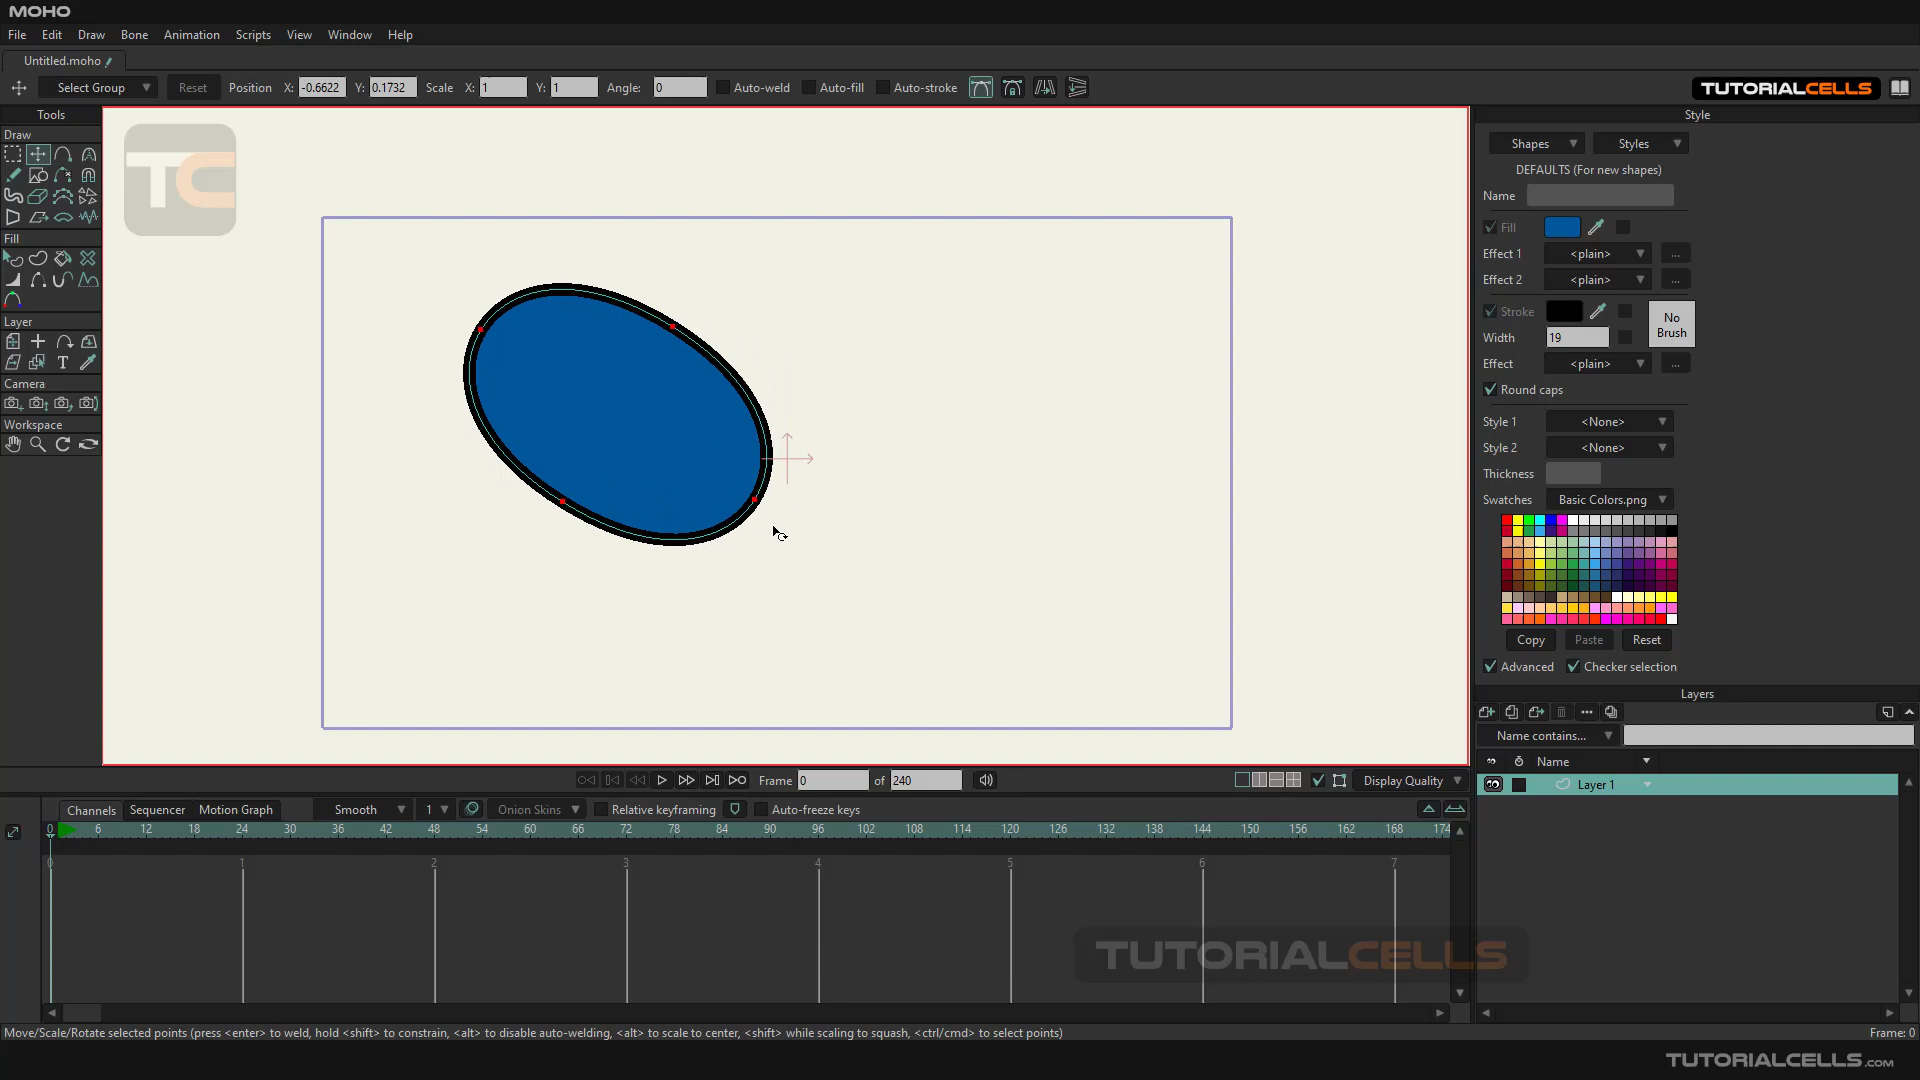 MOHO
File Edit Draw Bone Animation Scripts View Window Help
Untitled.moho
Select Group Reset Position X: -0.6622 Y: 0.1732 Scale X: 1 Y: 1 Angle: 0 Auto-weld Auto-fill Auto-stroke TUTORIALCELLS
Tools
Draw
Fill
Layer
T
Camera
Workspace
TC
Style
Shapes Styles
DEFAULTS (For new shapes)
Name
Fill
Effect 1 <plain> ...
Effect 2 <plain> ...
Stroke No Brush
Width 19
Effect <plain> ...
Round caps
Style 1 <None>
Style 2 <None>
Thickness
Swatches Basic Colors.png
Copy Paste Reset
Advanced Checker selection
Layers
Name contains...
Name
Layer 1
Frame 0 of 240 Display Quality
Channels Sequencer Motion Graph Smooth 1 Onion Skins Relative keyframing Auto-freeze keys
0 6 12 18 24 30 36 42 48 54 60 66 72 78 84 90 96 102 108 114 120 126 132 138 144 150 156 162 168 174
0 1 2 3 4 5 6 7
TUTORIALCELLS
Move/Scale/Rotate selected points (press <enter> to weld, hold <shift> to constrain, <alt> to disable auto-welding, <alt> to scale to center, <shift> while scaling to squash, <ctrl/cmd> to select points) Frame: 0
TUTORIALCELLS.COM